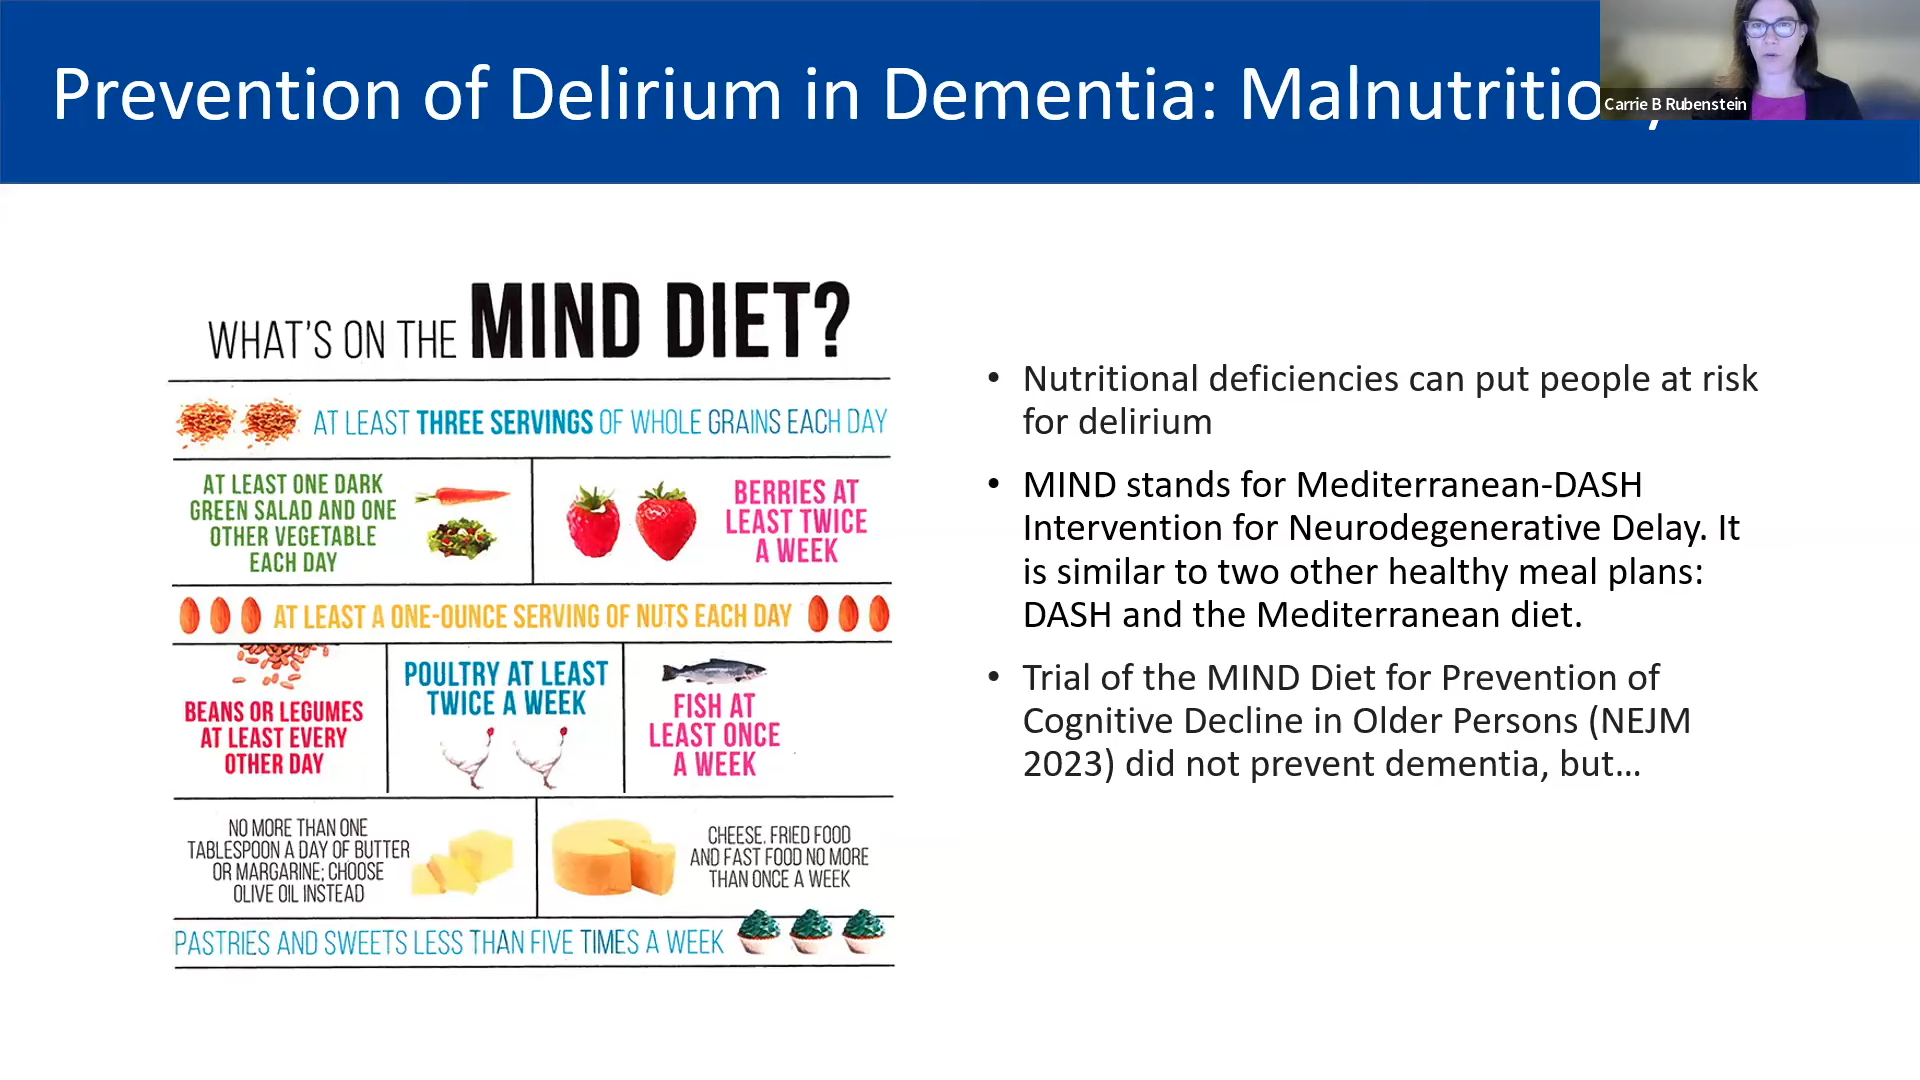 Prevention of Delirium in Dementia: Malnutritio
Carrie B Rubenstein
WHAT'S ON THE MIND DIET?
AT LEAST THREE SERVINGS OF WHOLE GRAINS EACH DAY
AT LEAST ONE DARK
GREEN SALAD AND ONE
OTHER VEGETABLE
EACH DAY
BERRIES AT
LEAST TWICE
A WEEK
AT LEAST A ONE-OUNCE SERVING OF NUTS EACH DAY
BEANS OR LEGUMES
AT LEAST EVERY
OTHER DAY
POULTRY AT LEAST
TWICE A WEEK
FISH AT
LEAST ONCE
A WEEK
NO MORE THAN ONE
TABLESPOON A DAY OF BUTTER
OR MARGARINE; CHOOSE
OLIVE OIL INSTEAD
CHEESE, FRIED FOOD
AND FAST FOOD NO MORE
THAN ONCE A WEEK
PASTRIES AND SWEETS LESS THAN FIVE TIMES A WEEK
• Nutritional deficiencies can put people at risk
for delirium
• MIND stands for Mediterranean-DASH
Intervention for Neurodegenerative Delay. It
is similar to two other healthy meal plans:
DASH and the Mediterranean diet.
• Trial of the MIND Diet for Prevention of
Cognitive Decline in Older Persons (NEJM
2023) did not prevent dementia, but…